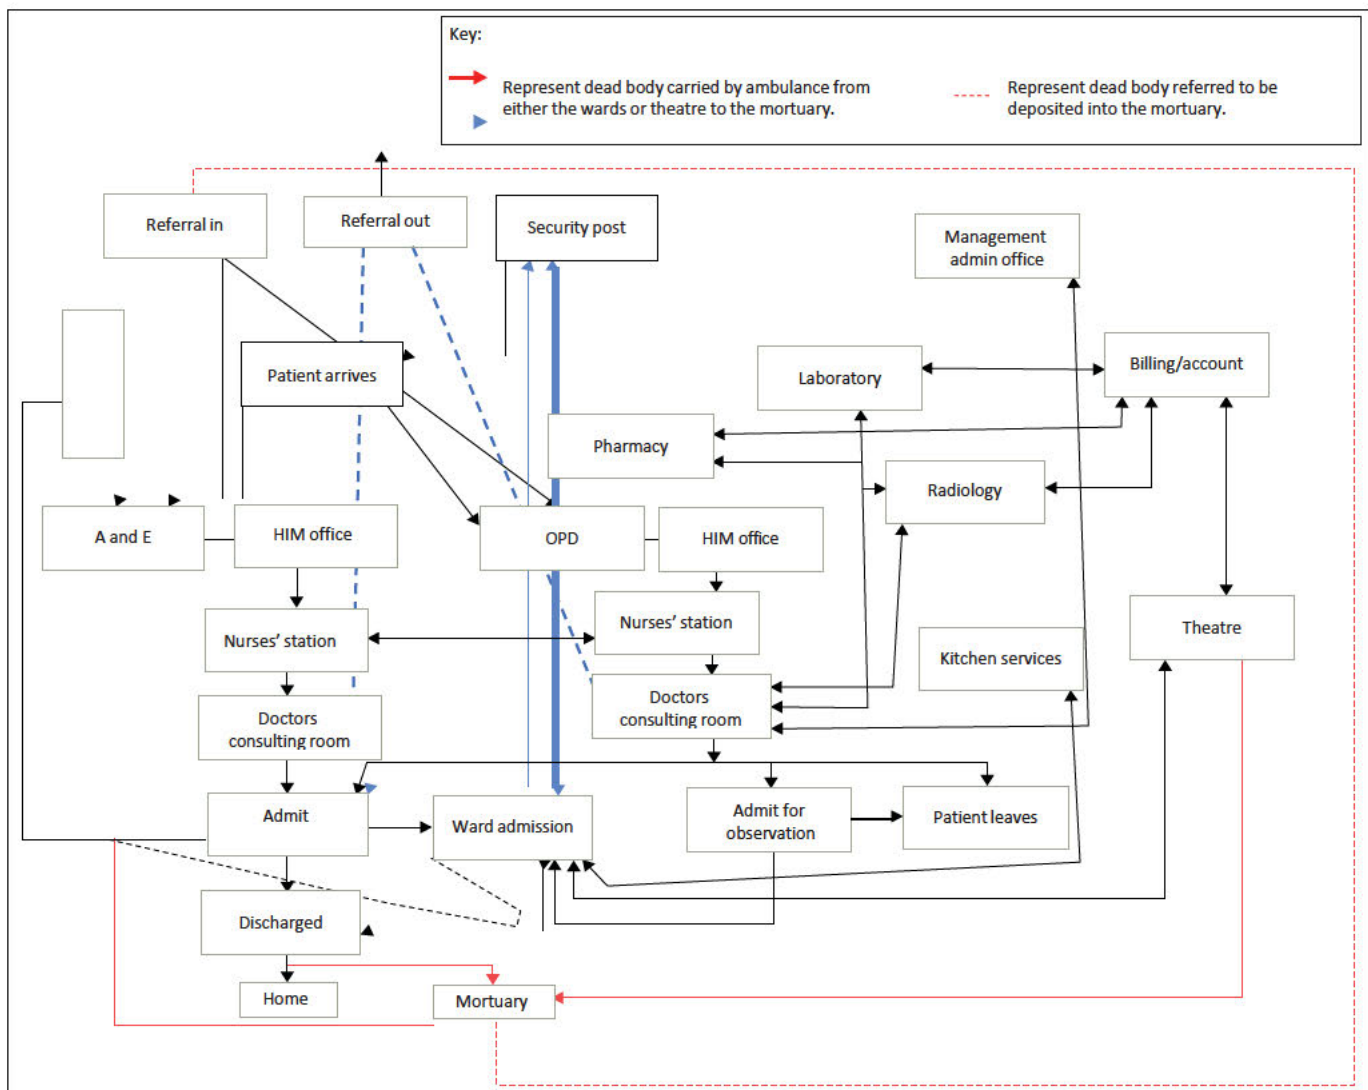 Key:
Represent dead body carried by ambulance from
either the wards or theatre to the mortuary.
Represent dead body referred to be
deposited into the mortuary.
Referral in
Referral out
Security post
Management
admin office
Patient arrives
Laboratory
Billing/account
Pharmacy
Radiology
A and E
HIM office
OPD
HIM office
Nurses’ station
Nurses’ station
Theatre
Kitchen services
Doctors
consulting room
Doctors
consulting room
Admit
Ward admission
Admit for
observation
Patient leaves
Discharged
Home
Mortuary